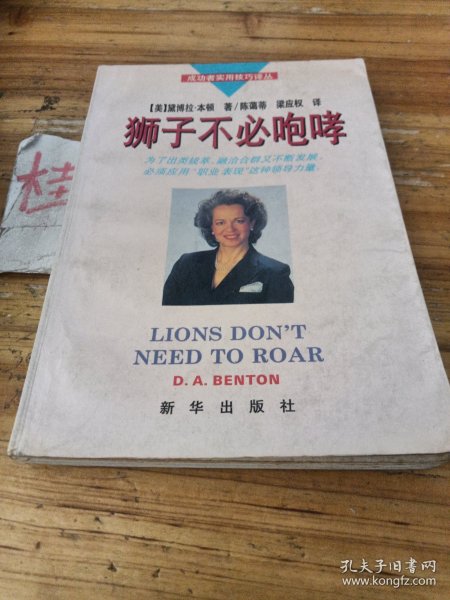 成功者实用技巧译丛
【美】黛博拉·本顿 著/陈蔼蒂 梁应权 译
狮子不必咆哮
为了出类拔萃、融洽合群又不断发展,
必须应用“职业表现”这种领导力量。
LIONS DON'T
NEED TO ROAR
D. A. BENTON
新华出版社
桂
孔夫子旧书网
www.kongfz.com